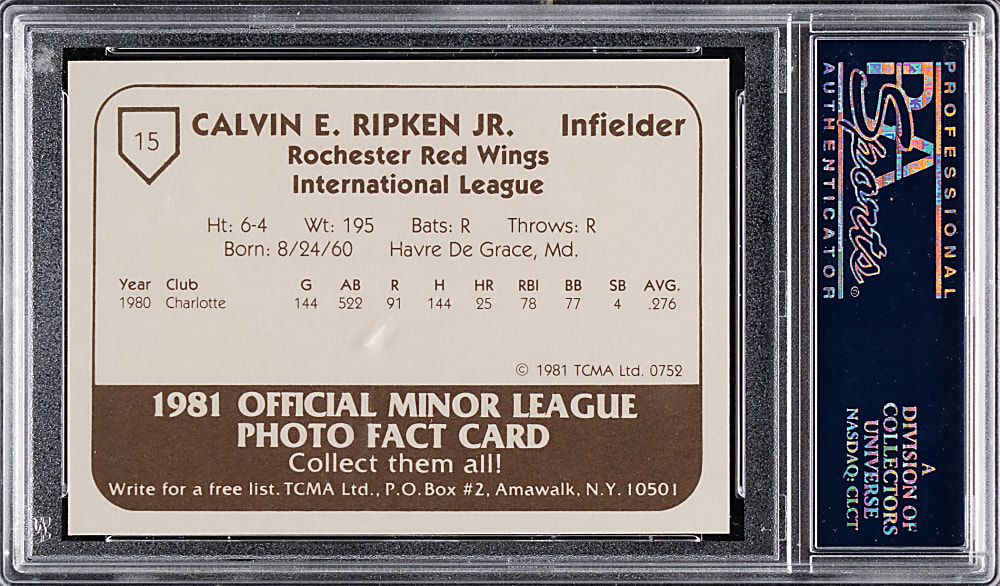 15
CALVIN E. RIPKEN JR. Infielder
Rochester Red Wings
International League
Ht: 6-4 Wt: 195 Bats: R Throws: R
Born: 8/24/60 Havre De Grace, Md.
Year Club G AB R H HR RBI BB SB AVG.
1980 Charlotte 144 522 91 144 25 78 77 4 .276
© 1981 TCMA Ltd. 0752
1981 OFFICIAL MINOR LEAGUE
PHOTO FACT CARD
Collect them all!
Write for a free list. TCMA Ltd., P.O. Box #2, Amawalk, N.Y. 10501
PROFESSIONAL
PSA
Sports®
AUTHENTICATOR
A
DIVISION OF
COLLECTORS
UNIVERSE
NASDAQ: CLCT